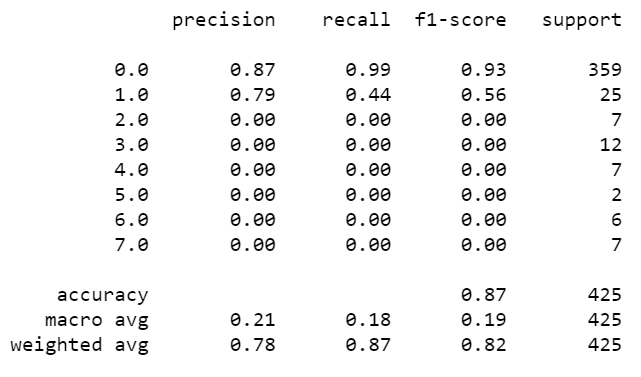 precision recall f1-score support
0.0 0.87 0.99 0.93 359
1.0 0.79 0.44 0.56 25
2.0 0.00 0.00 0.00 7
3.0 0.00 0.00 0.00 12
4.0 0.00 0.00 0.00 7
5.0 0.00 0.00 0.00 2
6.0 0.00 0.00 0.00 6
7.0 0.00 0.00 0.00 7
accuracy 0.87 425
macro avg 0.21 0.18 0.19 425
weighted avg 0.78 0.87 0.82 425